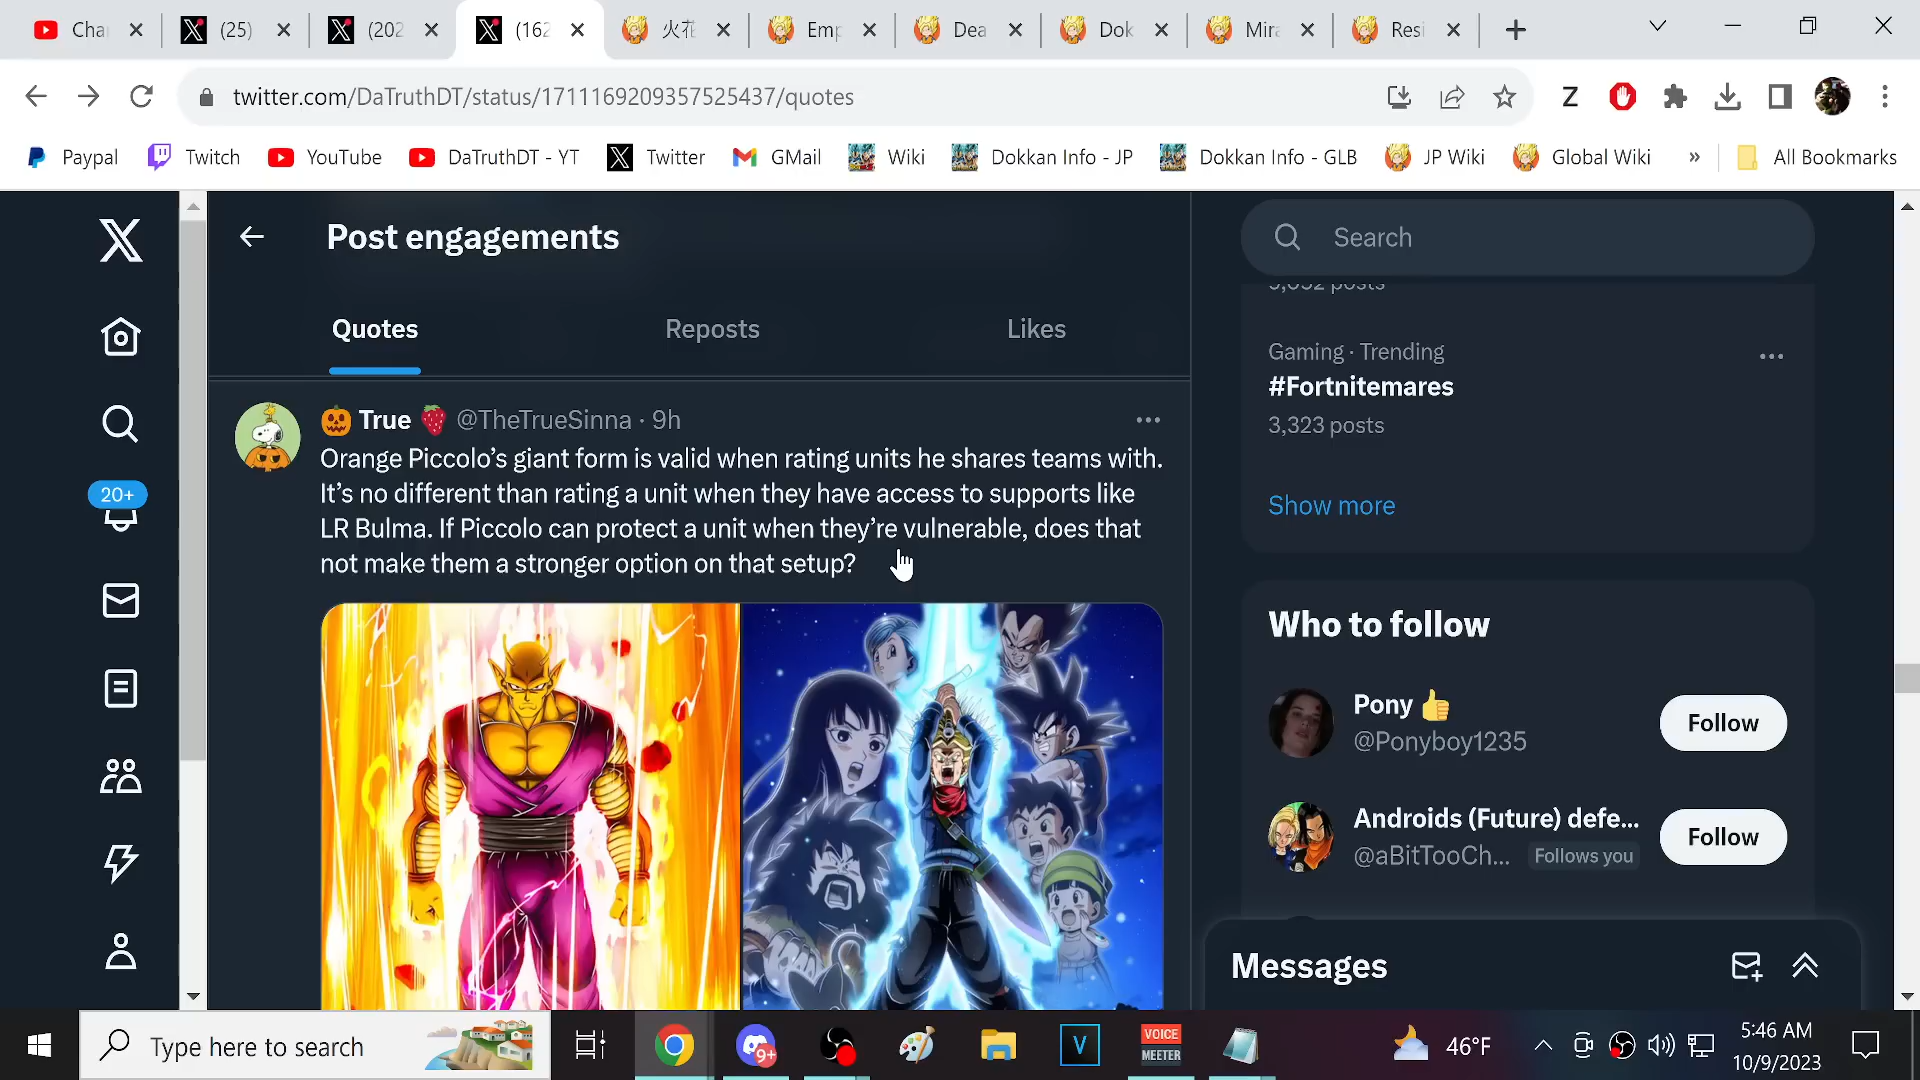 Cha
(25)
(202
(162
火花
Emp
Dea
Dok
Mira
Resi
twitter.com/DaTruthDT/status/1711169209357525437/quotes
Z
Paypal
Twitch
YouTube
DaTruthDT - YT
Twitter
GMail
Wiki
Dokkan Info - JP
Dokkan Info - GLB
JP Wiki
Global Wiki
»
All Bookmarks
Post engagements
Search
Quotes
Reposts
Likes
Gaming · Trending
#Fortnitemares
3,323 posts
Show more
20+
True @TheTrueSinna · 9h
Orange Piccolo's giant form is valid when rating units he shares teams with.
It's no different than rating a unit when they have access to supports like
LR Bulma. If Piccolo can protect a unit when they're vulnerable, does that
not make them a stronger option on that setup?
Who to follow
Pony
@Ponyboy1235
Follow
Androids (Future) defe...
@aBitTooCh... Follows you
Follow
Messages
Type here to search
9+
V
VOICE
MEETER
46°F
5:46 AM
10/9/2023